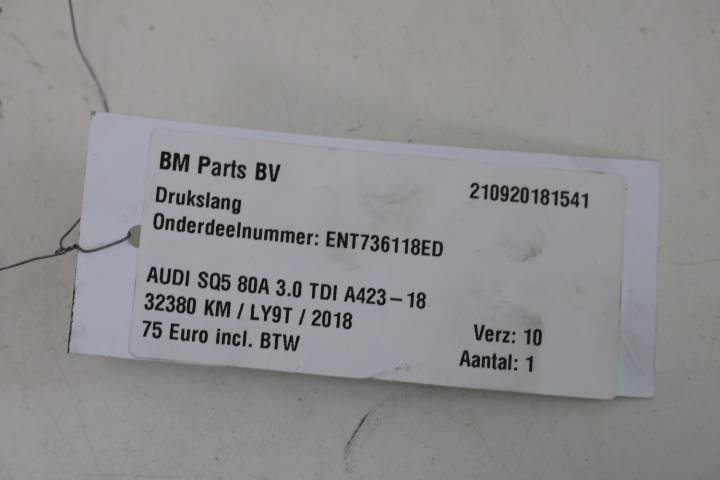 BM Parts BV
210920181541
Drukslang
Onderdeelnummer: ENT736118ED
AUDI SQ5 80A 3.0 TDI A423-18
32380 KM / LY9T / 2018
Verz: 10
75 Euro incl. BTW
Aantal: 1